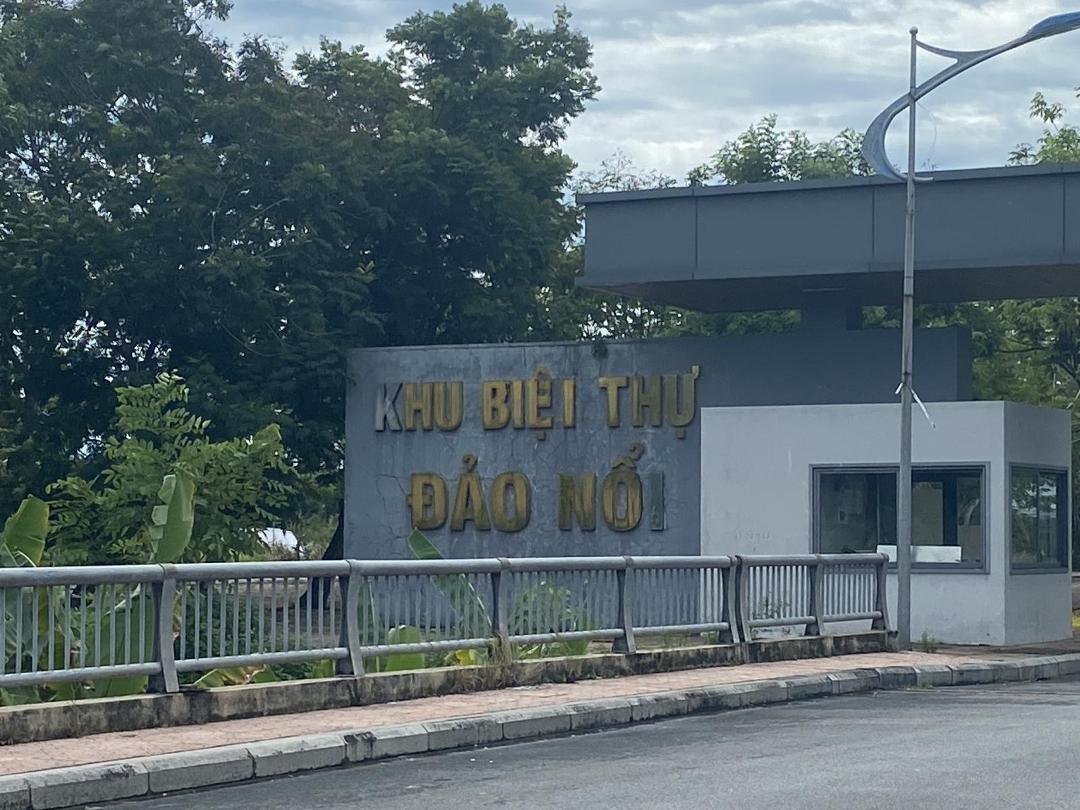 KHU BIỆT THỰ
ĐẢO NỔI